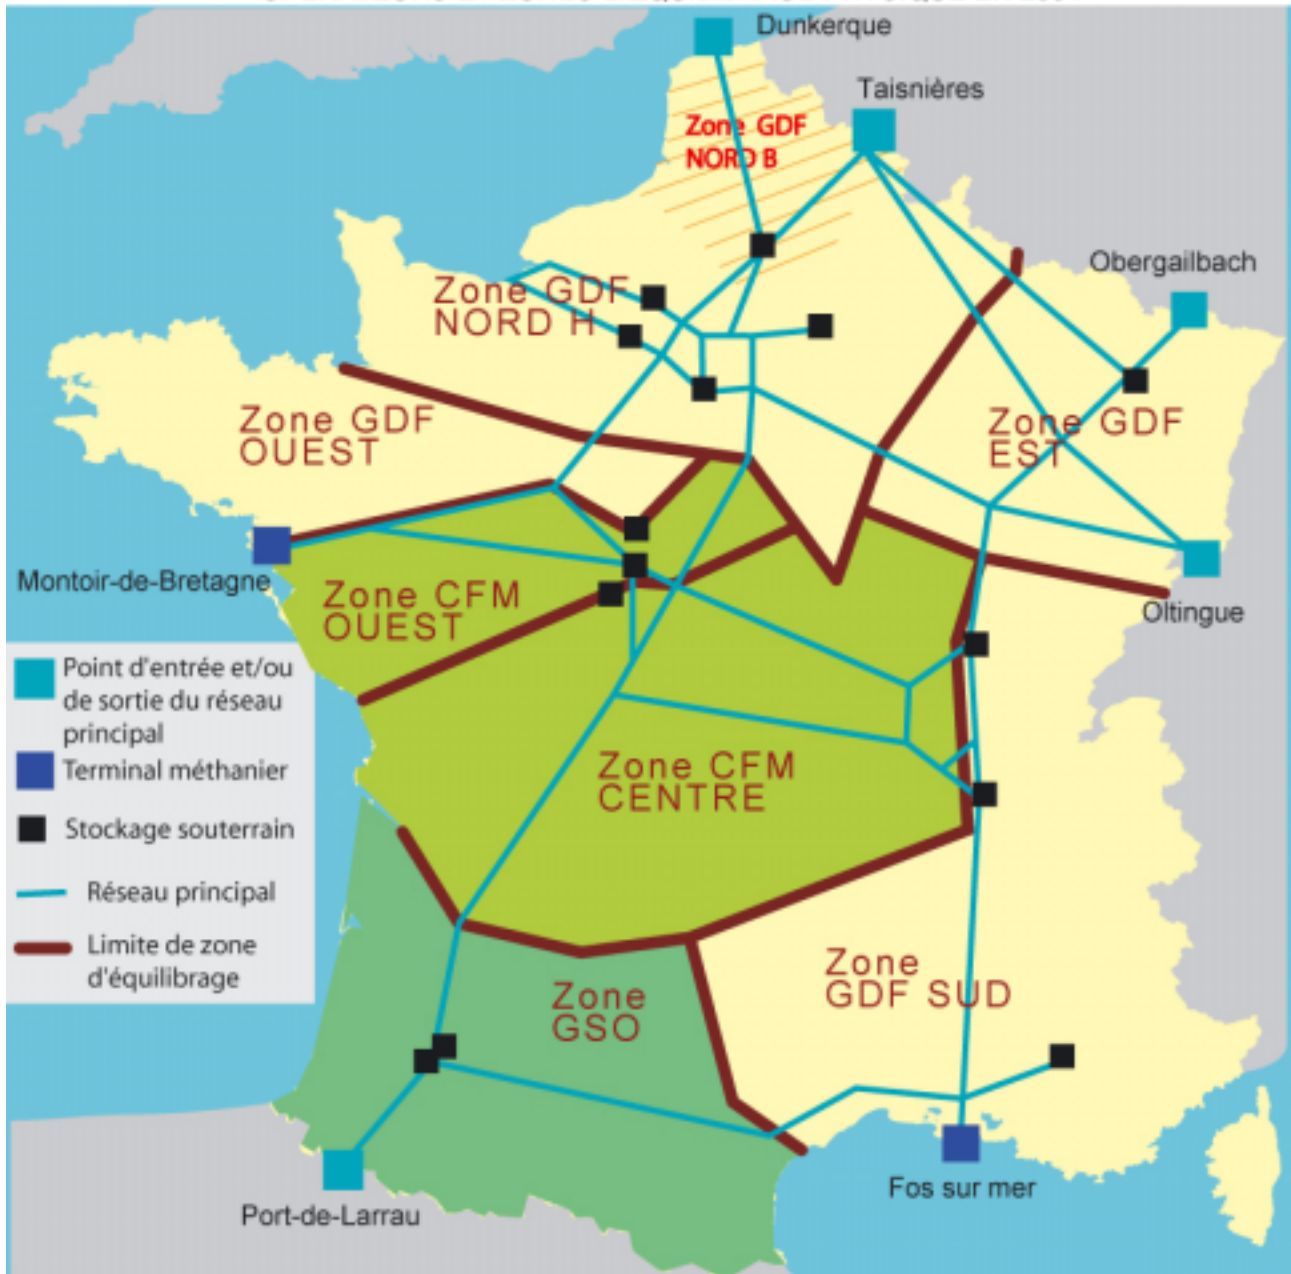 Dunkerque
Taisnières
Zone GDF
NORD B
Obergailbach
Zone GDF
NORD H
Zone GDF
OUEST
Zone GDF
EST
Montoir-de-Bretagne
Zone CFM
OUEST
Oltingue
Point d'entrée et/ou
de sortie du réseau
principal
Terminal méthanier
Stockage souterrain
Réseau principal
Limite de zone
d'équilibrage
Zone CFM
CENTRE
Zone
GDF SUD
Zone
GSO
Fos sur mer
Port-de-Larrau